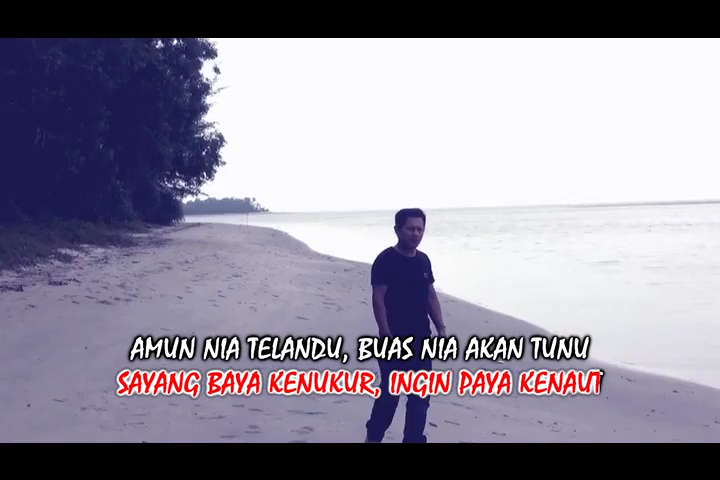 AMUN NIA TELANDU, BUAS NIA AKAN TUNU
SAYANG BAYA KENUKUR, INGIN PAYA KENAUT